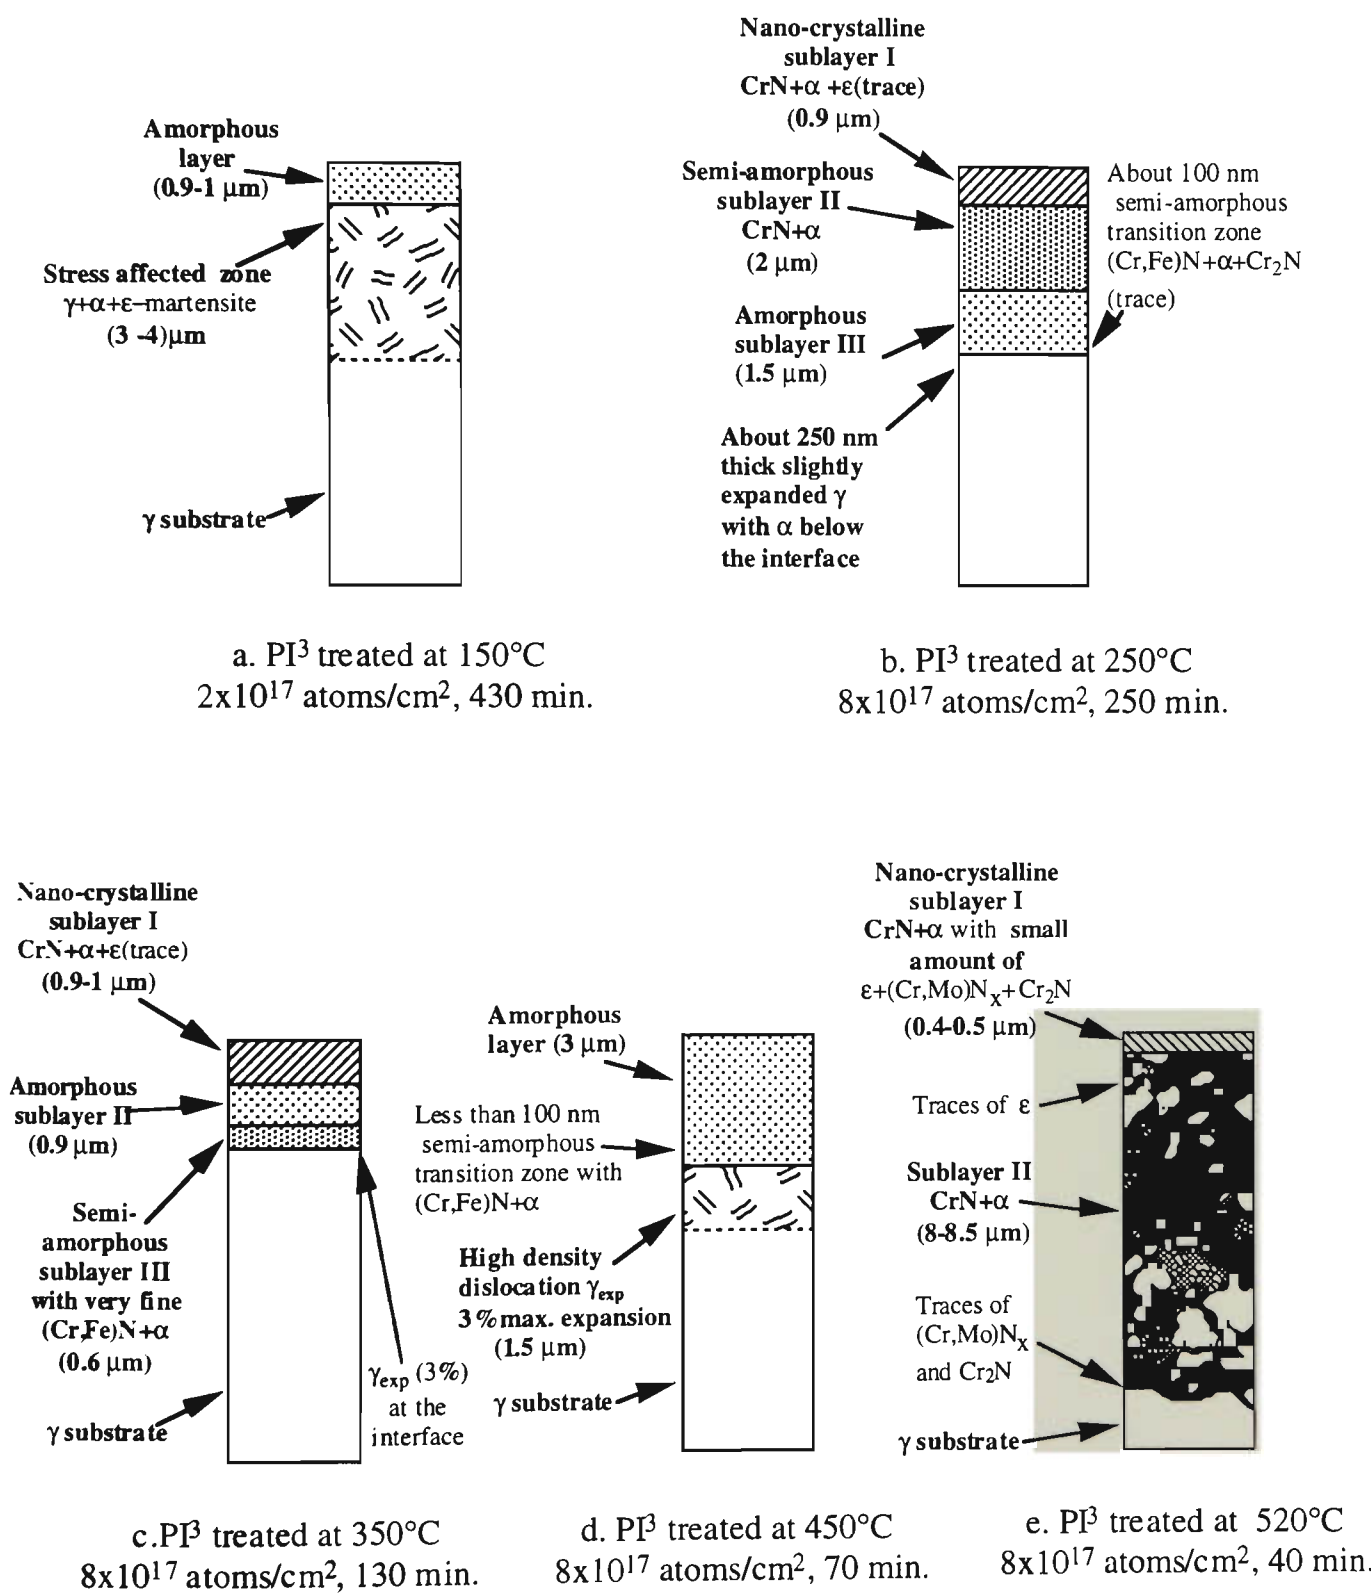 Amorphous
layer
(0.9-1 μm)
Stress affected zone
γ+α+ε-martensite
(3 -4)μm
γ substrate
a. PI³ treated at 150°C
2x10¹⁷ atoms/cm², 430 min.
Nano-crystalline
sublayer I
CrN+α +ε(trace)
(0.9 μm)
Semi-amorphous
sublayer II
CrN+α
(2 μm)
Amorphous
sublayer III
(1.5 μm)
About 250 nm
thick slightly
expanded γ
with α below
the interface
About 100 nm
semi-amorphous
transition zone
(Cr,Fe)N+α+Cr₂N
(trace)
b. PI³ treated at 250°C
8x10¹⁷ atoms/cm², 250 min.
Nano-crystalline
sublayer I
CrN+α+ε(trace)
(0.9-1 μm)
Amorphous
sublayer II
(0.9 μm)
Semi-
amorphous
sublayer III
with very fine
(Cr,Fe)N+α
(0.6 μm)
γ substrate
γexp (3%)
at the
interface
c.PI³ treated at 350°C
8x10¹⁷ atoms/cm², 130 min.
Amorphous
layer (3 μm)
Less than 100 nm
semi-amorphous
transition zone with
(Cr,Fe)N+α
High density
dislocation γexp
3% max. expansion
(1.5 μm)
γ substrate
d. PI³ treated at 450°C
8x10¹⁷ atoms/cm², 70 min.
Nano-crystalline
sublayer I
CrN+α with small
amount of
ε+(Cr,Mo)Nₓ+Cr₂N
(0.4-0.5 μm)
Traces of ε
Sublayer II
CrN+α
(8-8.5 μm)
Traces of
(Cr,Mo)Nₓ
and Cr₂N
γ substrate
e. PI³ treated at 520°C
8x10¹⁷ atoms/cm², 40 min.